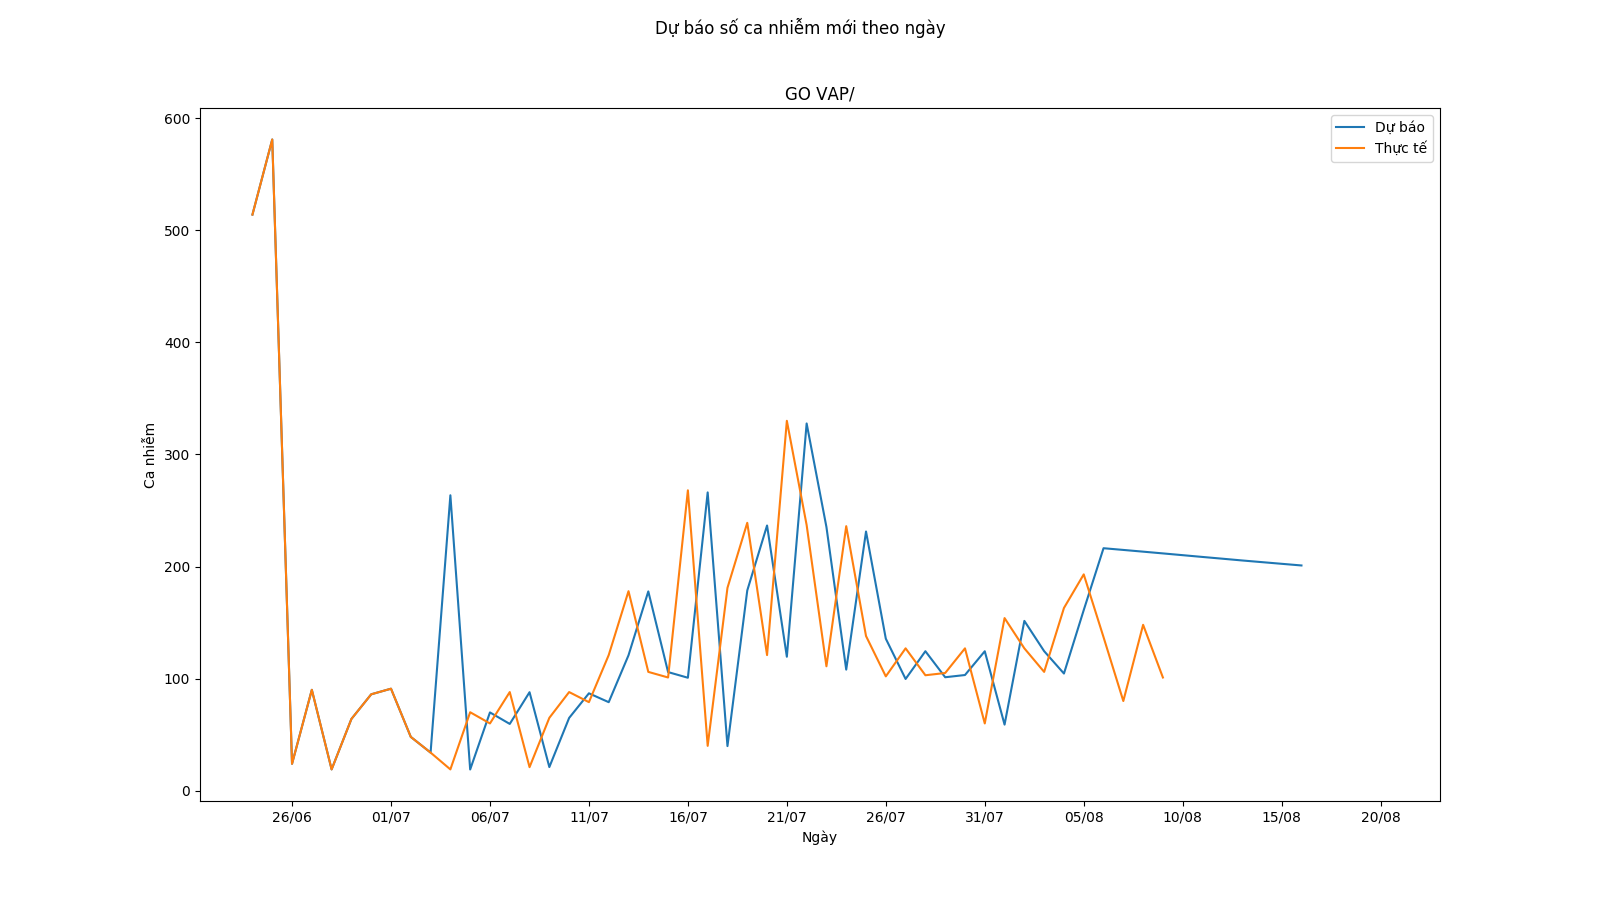 Dự báo số ca nhiễm mới theo ngày
GO VAP/
Dự báo
Thực tế
600
500
400
300
200
100
0
Ca nhiễm
26/06 01/07 06/07 11/07 16/07 21/07 26/07 31/07 05/08 10/08 15/08 20/08
Ngày